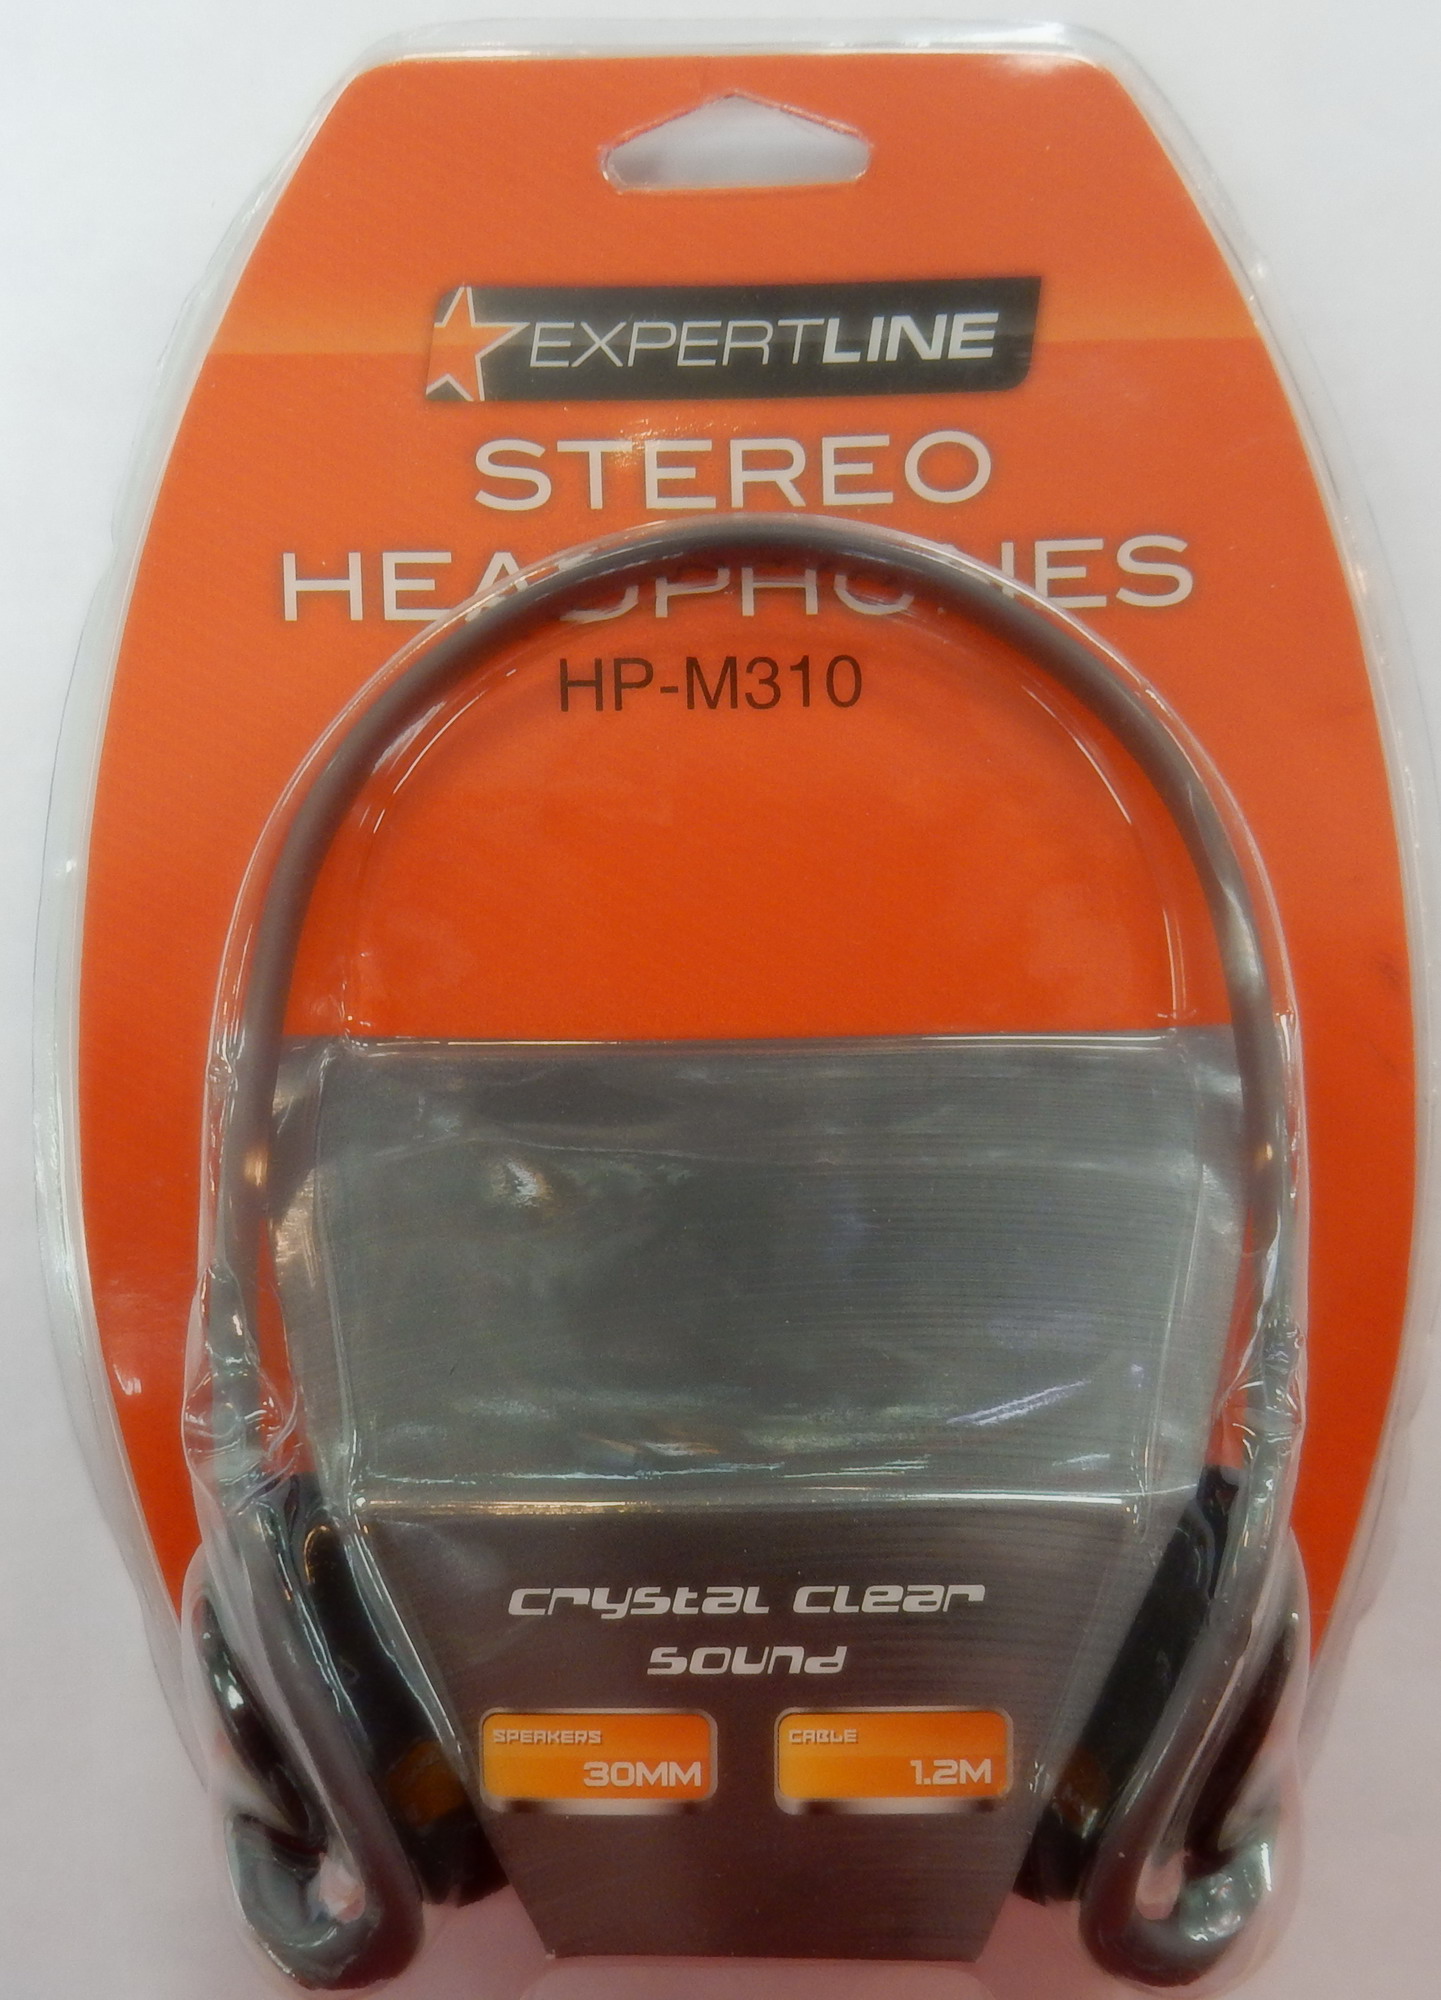 EXPERTLINE
STEREO
HEADPHONES
HP-M310
Crystal Clear
Sound
SPEAKERS
30MM
CABLE
1.2M